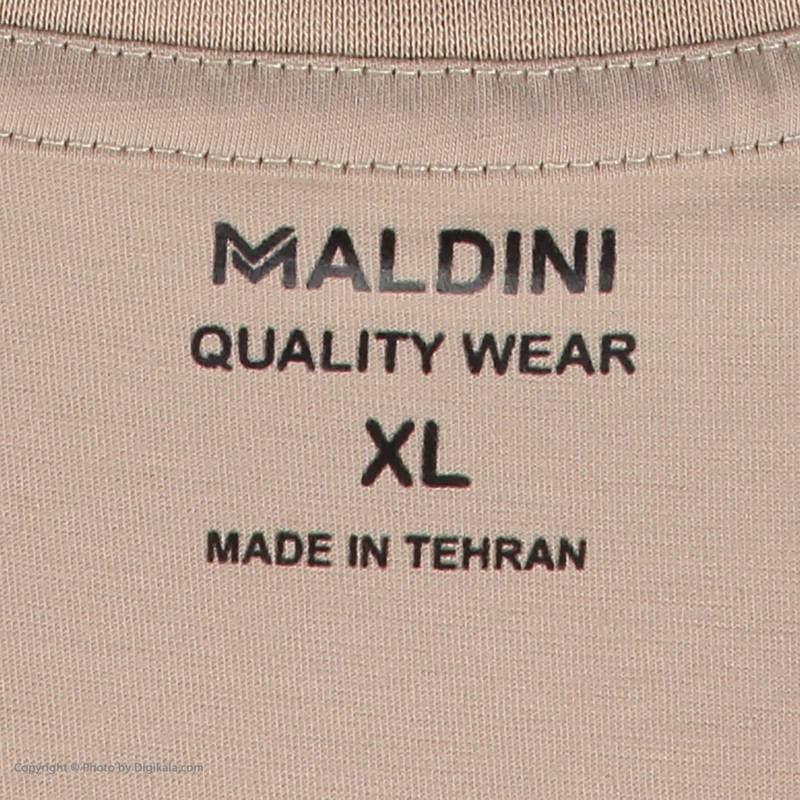 MALDINI
QUALITY WEAR
XL
MADE IN TEHRAN
Copyright © Photo by Digikala.com